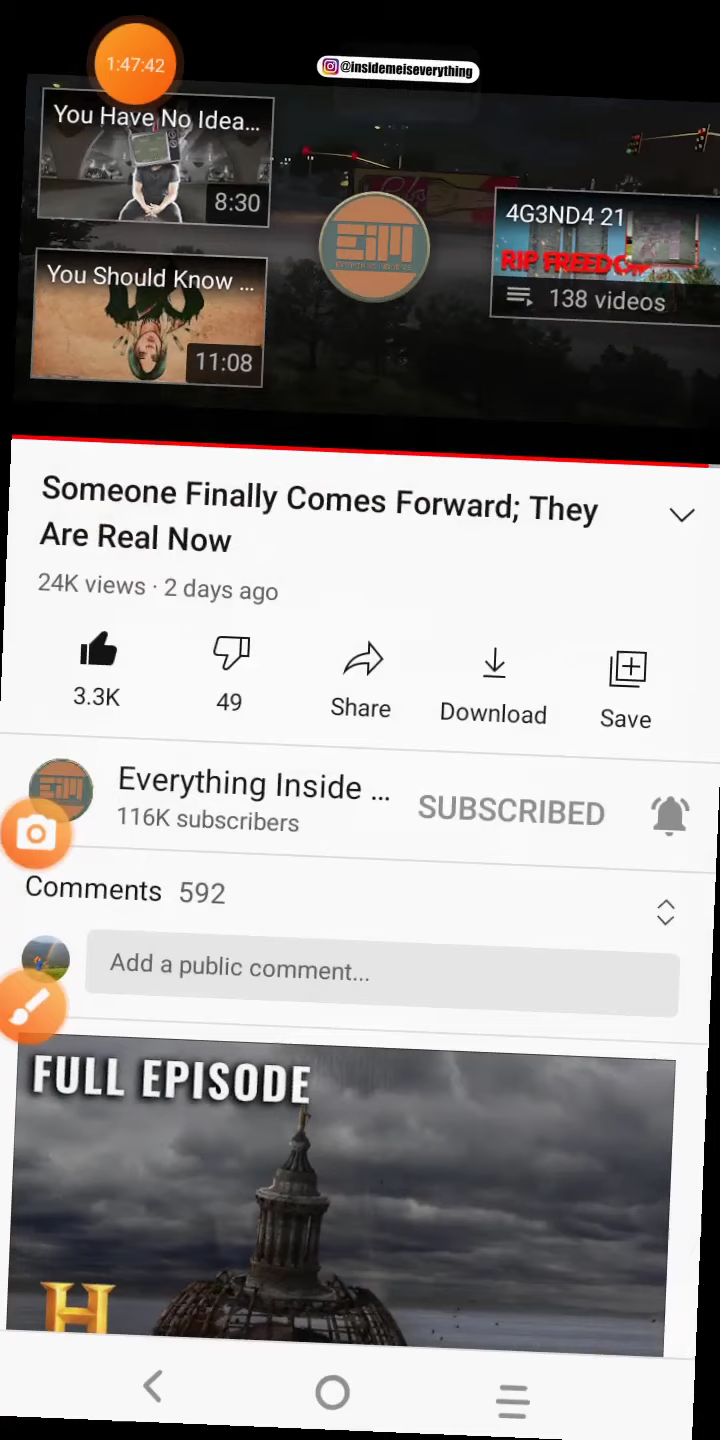 1:47:42
@insidemeiseverything
You Have No Idea...
8:30
You Should Know ...
11:08
EiM
4G3ND4 21
RIP FREEDO
138 videos
Someone Finally Comes Forward; They
Are Real Now
24K views · 2 days ago
3.3K
49
Share
Download
Save
Everything Inside ...
116K subscribers
SUBSCRIBED
Comments 592
Add a public comment...
FULL EPISODE
H